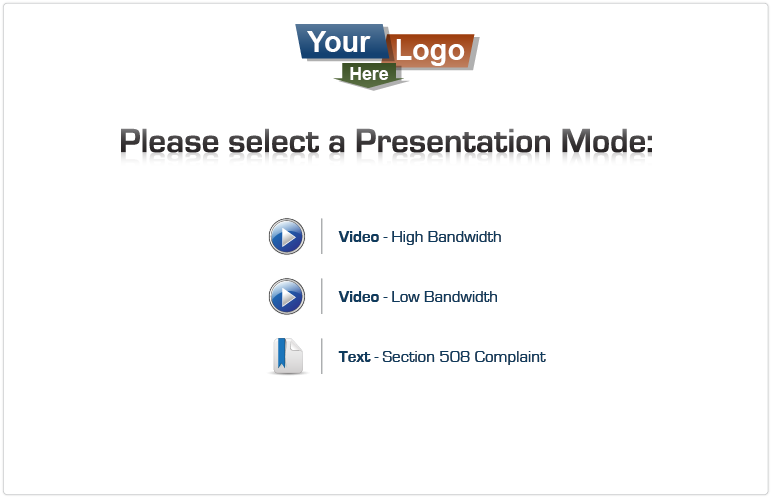 Your Logo
Here
Please select a Presentation Mode:
Video - High Bandwidth
Video - Low Bandwidth
Text - Section 508 Complaint